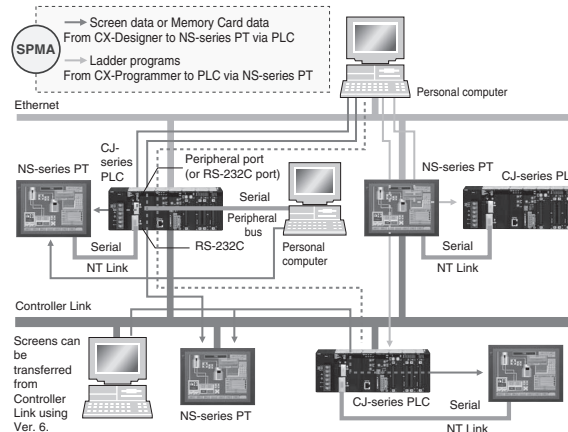 SPMA
Screen data or Memory Card data
From CX-Designer to NS-series PT via PLC
Ladder programs
From CX-Programmer to PLC via NS-series PT
Personal computer
Ethernet
CJ-
series
PLC
Peripheral port
(or RS-232C port)
NS-series PT
NS-series PT
CJ-series PL
Serial
Peripheral
bus
RS-232C
Personal
computer
Serial
NT Link
Serial
NT Link
Controller Link
Screens can
be
transferred
from
Controller
Link using
Ver. 6.
NS-series PT
CJ-series PLC
Serial
NT Link
NS-series PT